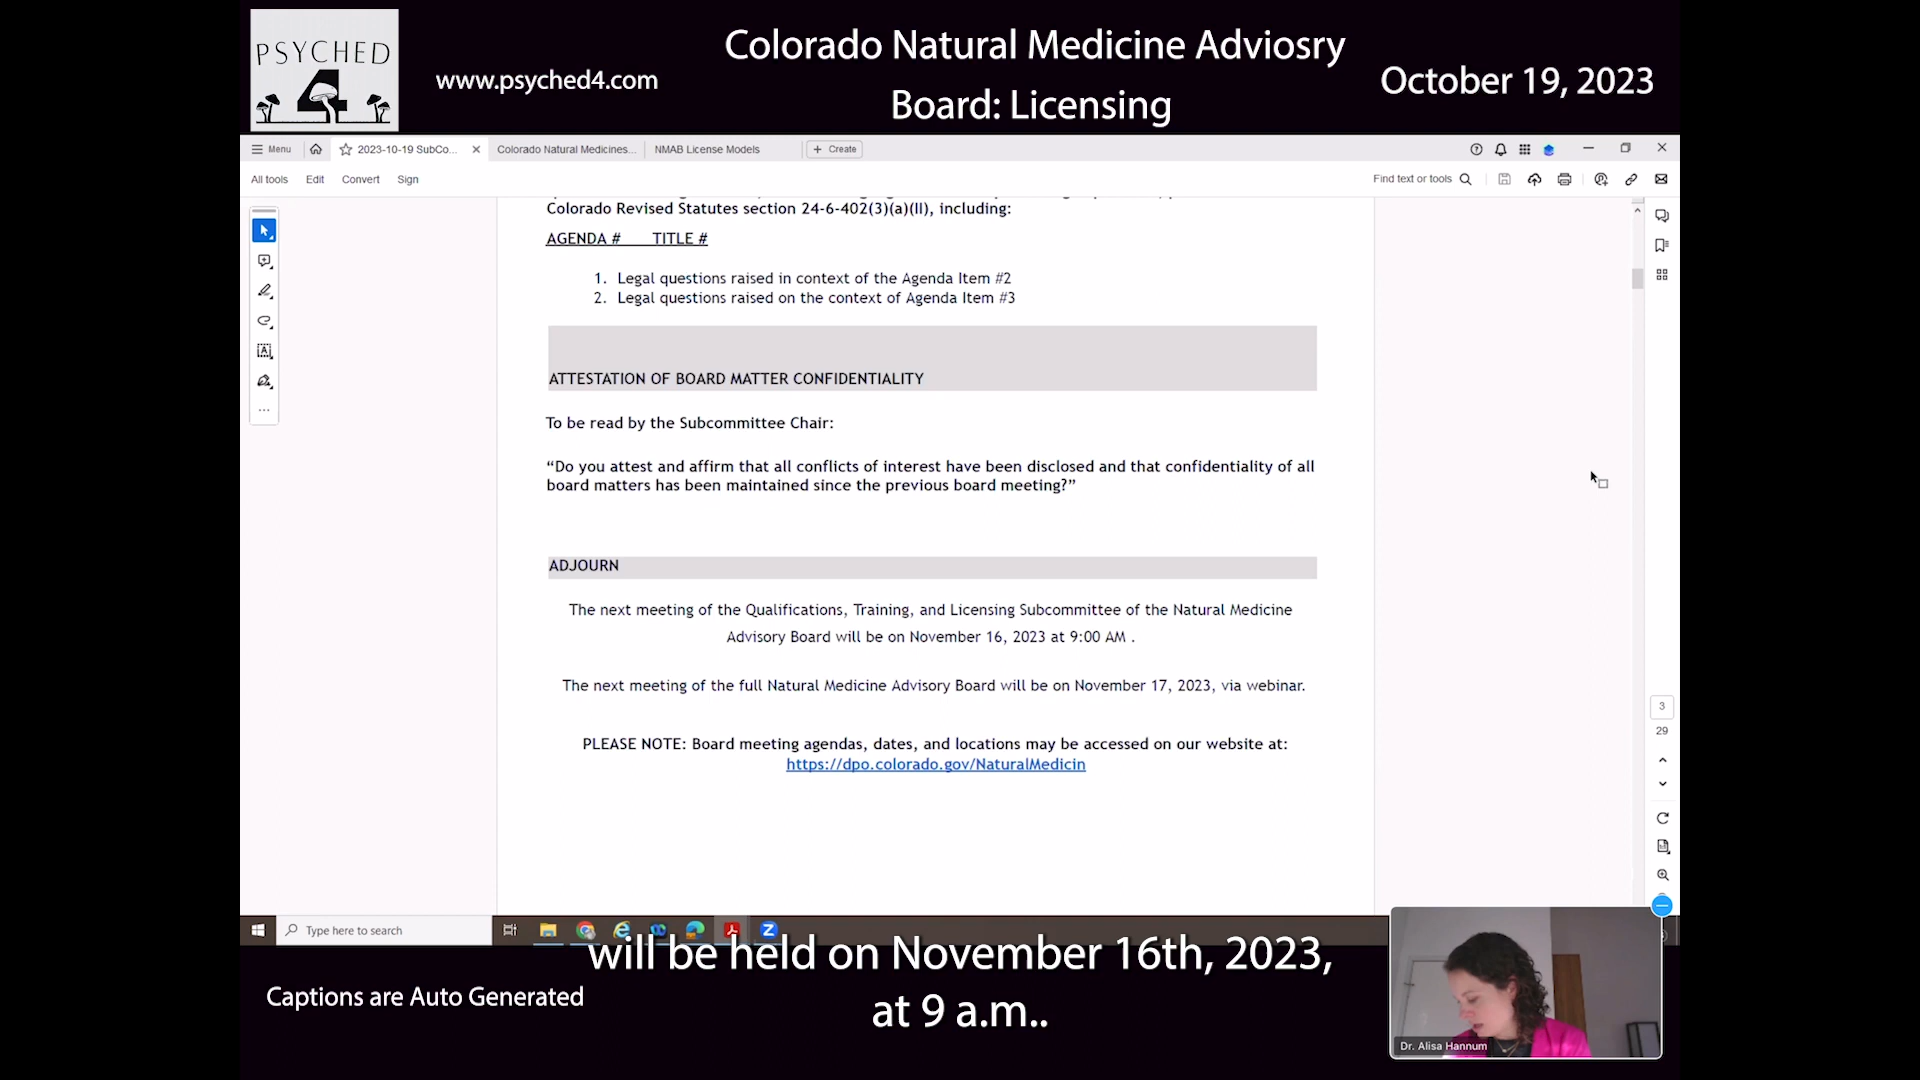 PSYCHED
4
www.psyched4.com
Colorado Natural Medicine Adviosry
Board: Licensing
October 19, 2023
Menu
2023-10-19 SubCo...
Colorado Natural Medicines...
NMAB License Models
Create
All tools
Edit
Convert
Sign
Find text or tools
Colorado Revised Statutes section 24-6-402(3)(a)(II), including:
AGENDA # TITLE #
1. Legal questions raised in context of the Agenda Item #2
2. Legal questions raised on the context of Agenda Item #3
ATTESTATION OF BOARD MATTER CONFIDENTIALITY
To be read by the Subcommittee Chair:
“Do you attest and affirm that all conflicts of interest have been disclosed and that confidentiality of all
board matters has been maintained since the previous board meeting?”
ADJOURN
The next meeting of the Qualifications, Training, and Licensing Subcommittee of the Natural Medicine
Advisory Board will be on November 16, 2023 at 9:00 AM .
The next meeting of the full Natural Medicine Advisory Board will be on November 17, 2023, via webinar.
PLEASE NOTE: Board meeting agendas, dates, and locations may be accessed on our website at:
https://dpo.colorado.gov/NaturalMedicin
3
29
Type here to search
will be held on November 16th, 2023,
at 9 a.m..
Captions are Auto Generated
Dr. Alisa Hannum